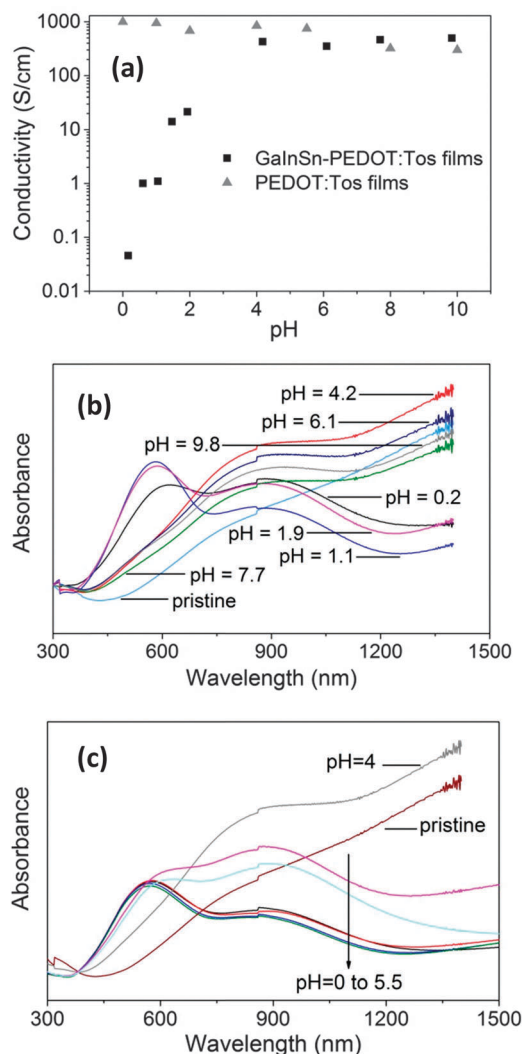 (a)
Conductivity (S/cm)
1000
100
10
1
0.1
0.01
GaInSn-PEDOT:Tos films
PEDOT:Tos films
0 2 4 6 8 10
pH
(b)
Absorbance
pH = 4.2
pH = 6.1
pH = 9.8
pH = 0.2
pH = 1.9
pH = 1.1
pH = 7.7
pristine
300 600 900 1200 1500
Wavelength (nm)
(c)
Absorbance
pH=4
pristine
pH=0 to 5.5
300 600 900 1200 1500
Wavelength (nm)